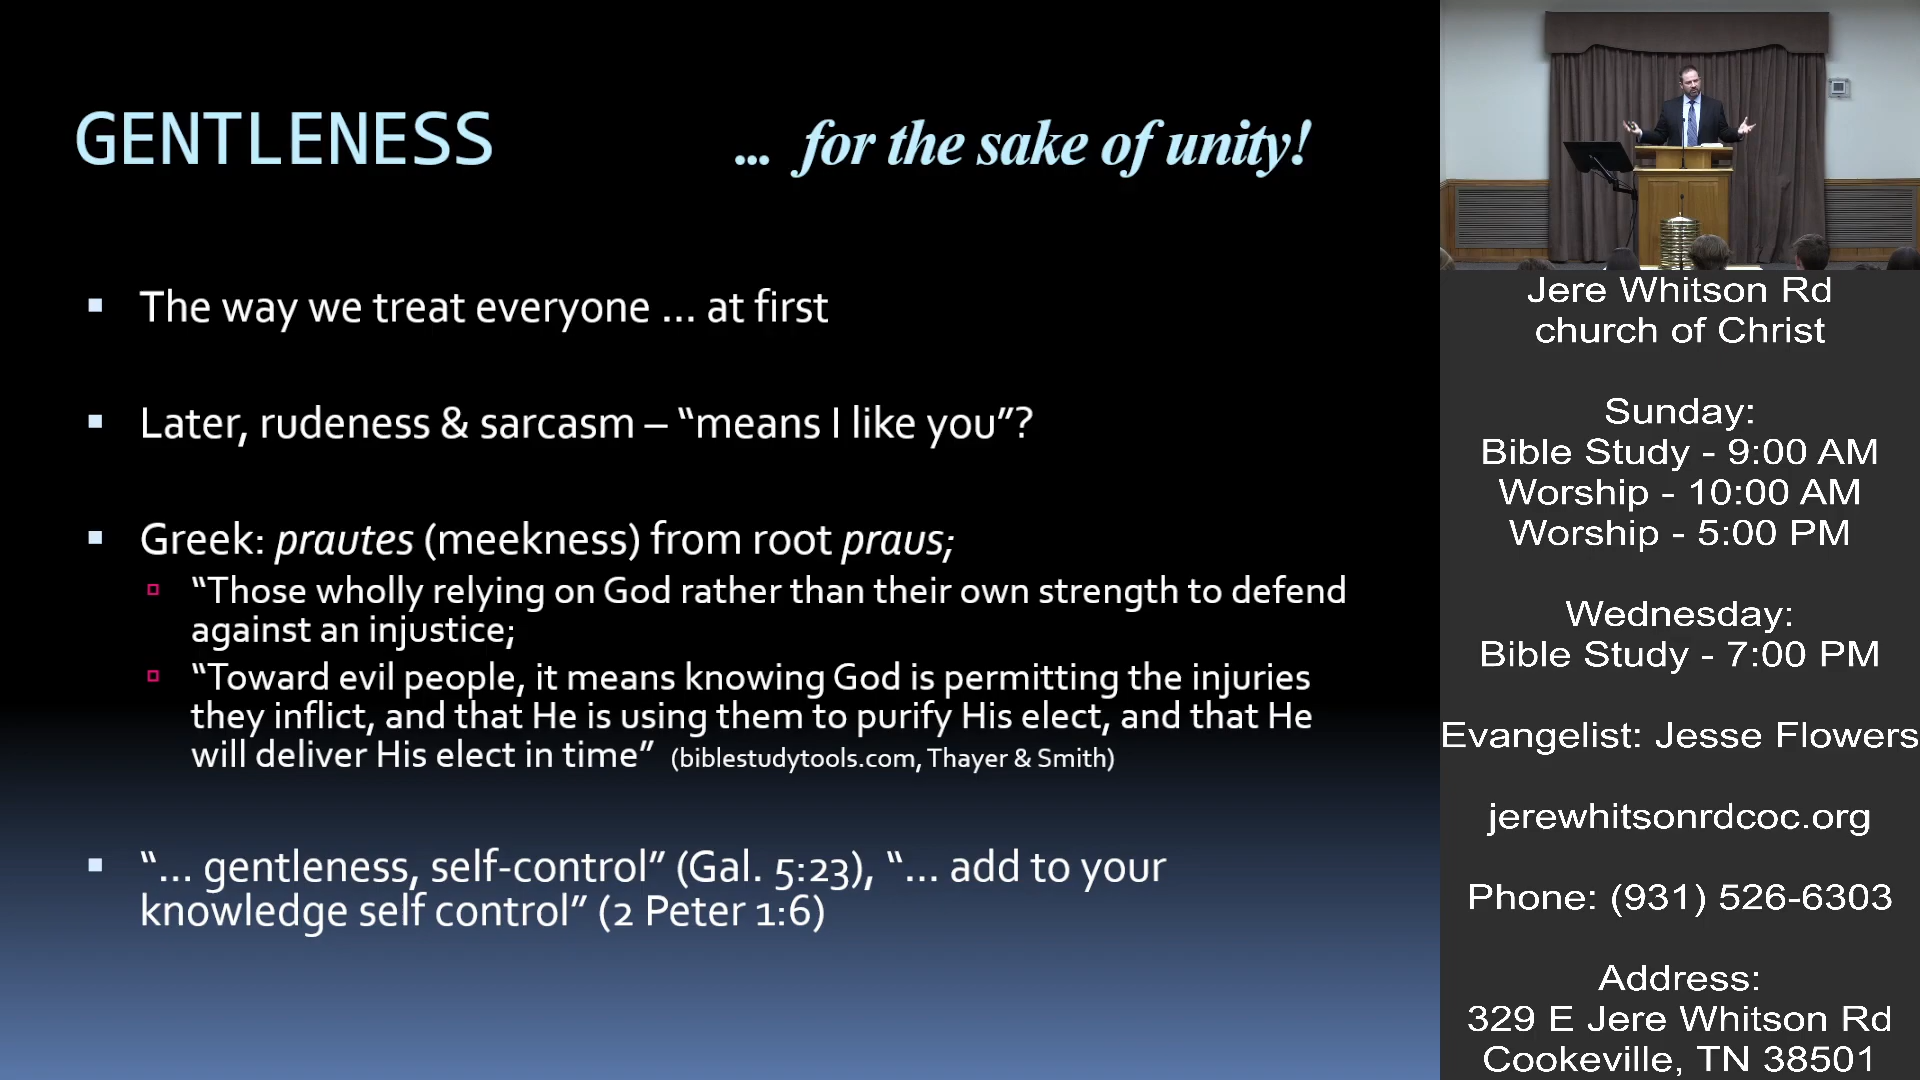 GENTLENESS ... for the sake of unity!
▪ The way we treat everyone ... at first
▪ Later, rudeness & sarcasm – “means I like you”?
▪ Greek: prautes (meekness) from root praus;
▫ “Those wholly relying on God rather than their own strength to defend
against an injustice;
▫ “Toward evil people, it means knowing God is permitting the injuries
they inflict, and that He is using them to purify His elect, and that He
will deliver His elect in time” (biblestudytools.com, Thayer & Smith)
▪ “... gentleness, self-control” (Gal. 5:23), “... add to your
knowledge self control” (2 Peter 1:6)
Jere Whitson Rd
church of Christ
Sunday:
Bible Study - 9:00 AM
Worship - 10:00 AM
Worship - 5:00 PM
Wednesday:
Bible Study - 7:00 PM
Evangelist: Jesse Flowers
jerewhitsonrdcoc.org
Phone: (931) 526-6303
Address:
329 E Jere Whitson Rd
Cookeville, TN 38501